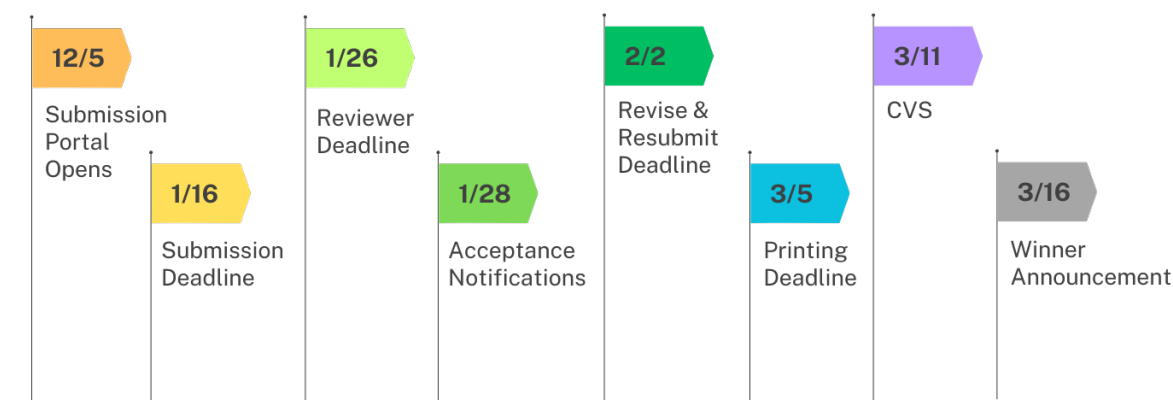 12/5
Submission
Portal
Opens
1/16
Submission
Deadline
1/26
Reviewer
Deadline
1/28
Acceptance
Notifications
2/2
Revise &
Resubmit
Deadline
3/5
Printing
Deadline
3/11
CVS
3/16
Winner
Announcement